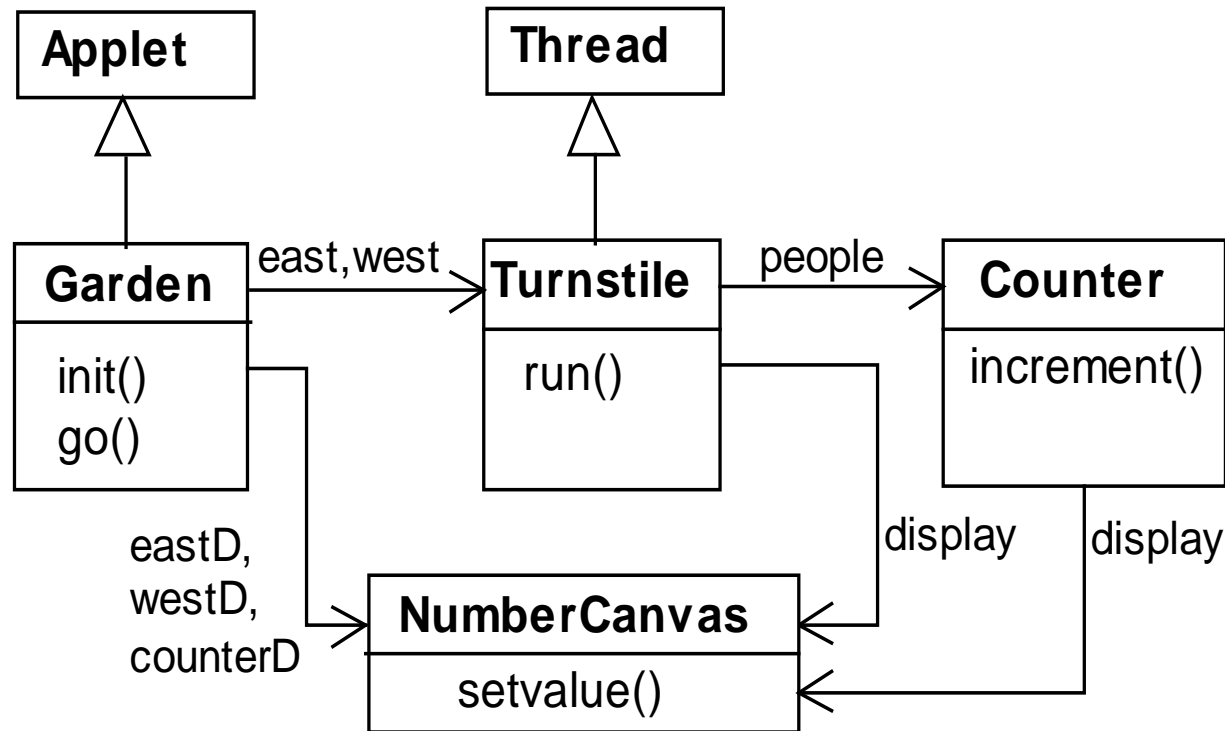 Applet
Thread
east,west
people
Garden
Turnstile
Counter
init()
go()
run()
increment()
eastD,
westD,
counterD
display
display
NumberCanvas
setvalue()